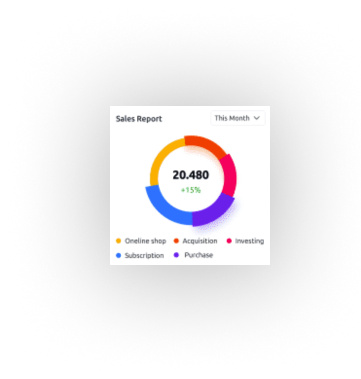 Sales Report
This Month
20.480
+15%
Oneline shop
Acquisition
Investing
Subscription
Purchase